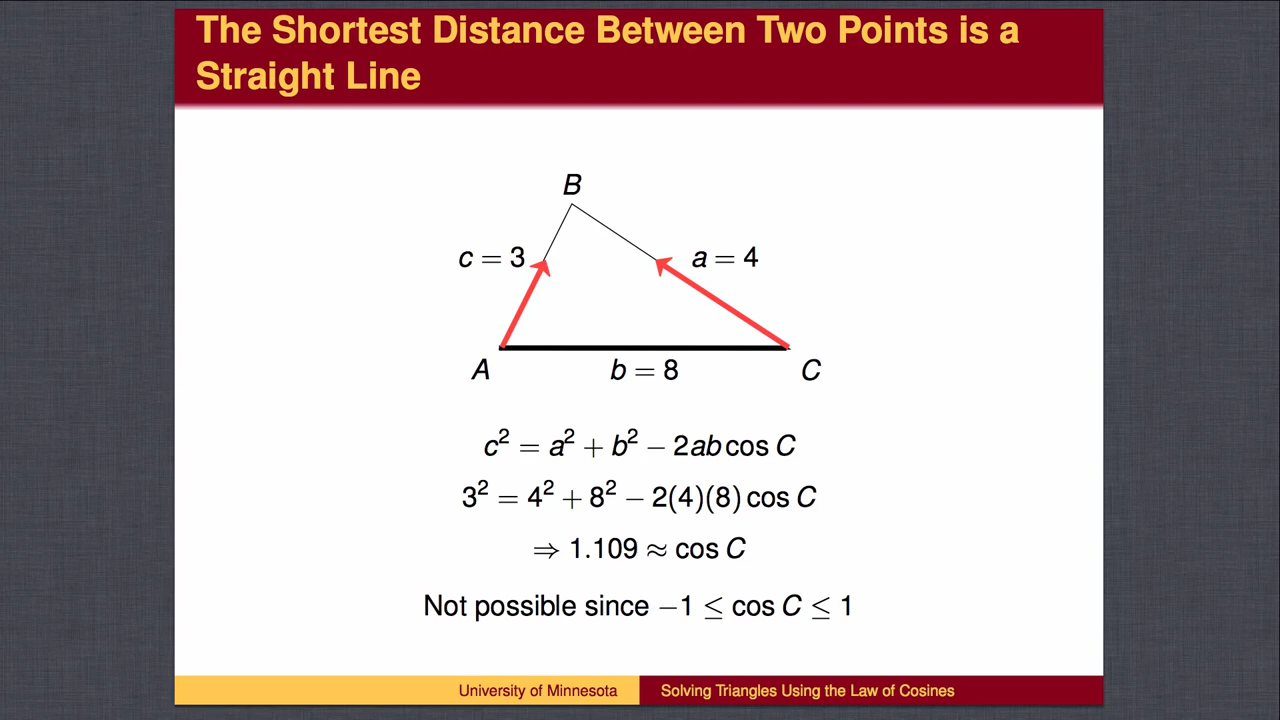 The Shortest Distance Between Two Points is a
Straight Line
B
c = 3
a = 4
A
b = 8
C
c² = a² + b² − 2ab cos C
3² = 4² + 8² − 2(4)(8) cos C
⇒ 1.109 ≈ cos C
Not possible since −1 ≤ cos C ≤ 1
University of Minnesota
Solving Triangles Using the Law of Cosines